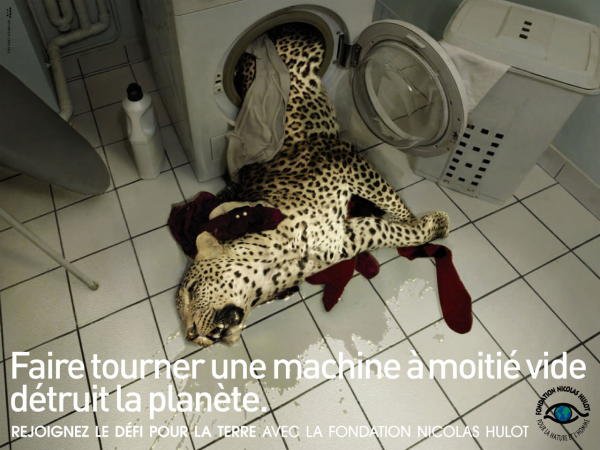 Faire tourner une machine à moitié vide
détruit la planète.
REJOIGNEZ LE DÉFI POUR LA TERRE AVEC LA FONDATION NICOLAS HULOT
FONDATION NICOLAS HULOT
POUR LA NATURE ET L'HOMME